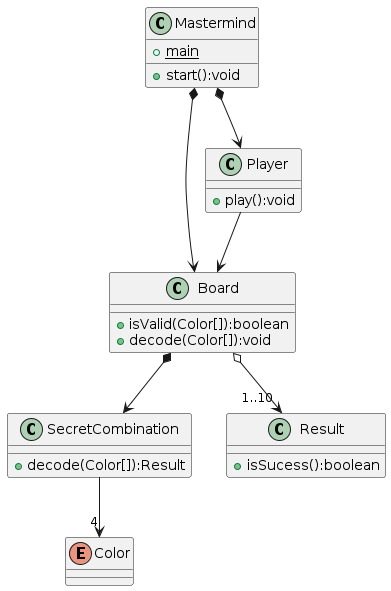 C Mastermind
main
start():void
C Player
play():void
C Board
isValid(Color[]):boolean
decode(Color[]):void
1..10
C SecretCombination
decode(Color[]):Result
C Result
isSucess():boolean
4
E Color